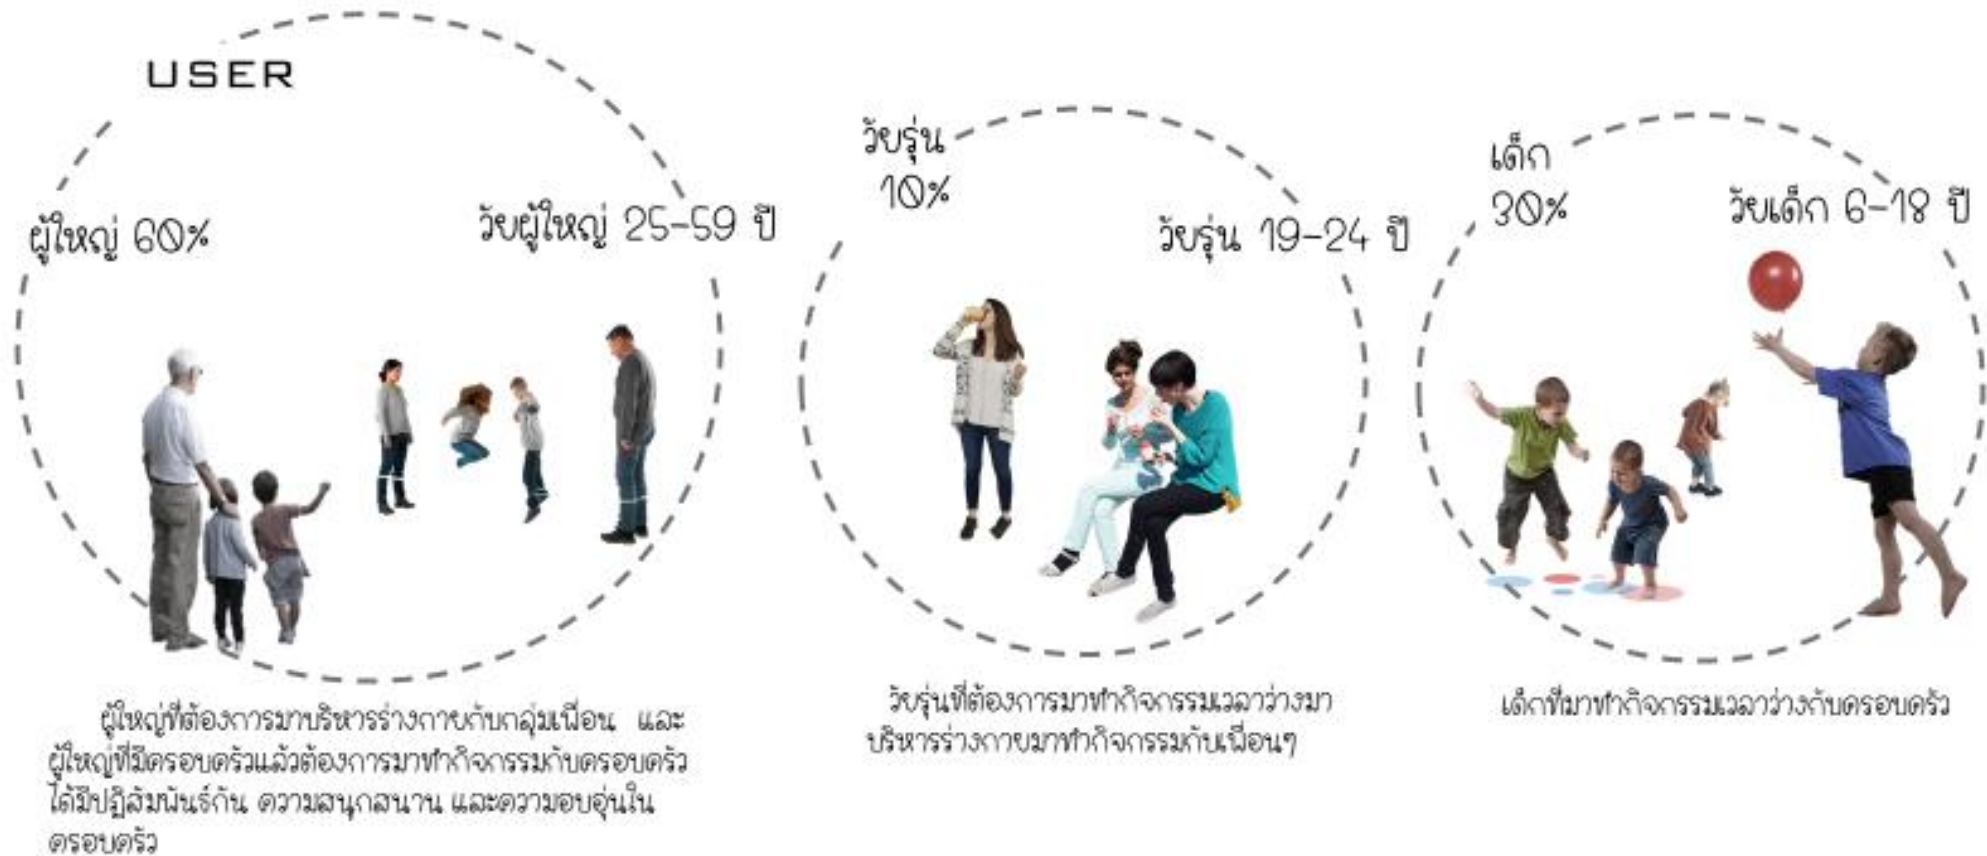 USER
ผู้ใหญ่ 60%
วัยผู้ใหญ่ 25-59 ปี
ผู้ใหญ่ที่ต้องการมาบริหารร่างกายกับกลุ่มเพื่อน และ
ผู้ใหญ่ที่มีครอบครัวแล้วต้องการมาทำกิจกรรมกับครอบครัว
ได้มีปฏิสัมพันธ์กัน ความสนุกสนาน และความอบอุ่นใน
ครอบครัว
วัยรุ่น
10%
วัยรุ่น 19-24 ปี
วัยรุ่นที่ต้องการมาทำกิจกรรมเวลาว่างมา
บริหารร่างกายมาทำกิจกรรมกับเพื่อนๆ
เด็ก
30%
วัยเด็ก 6-18 ปี
เด็กที่มาทำกิจกรรมเวลาว่างกับครอบครัว